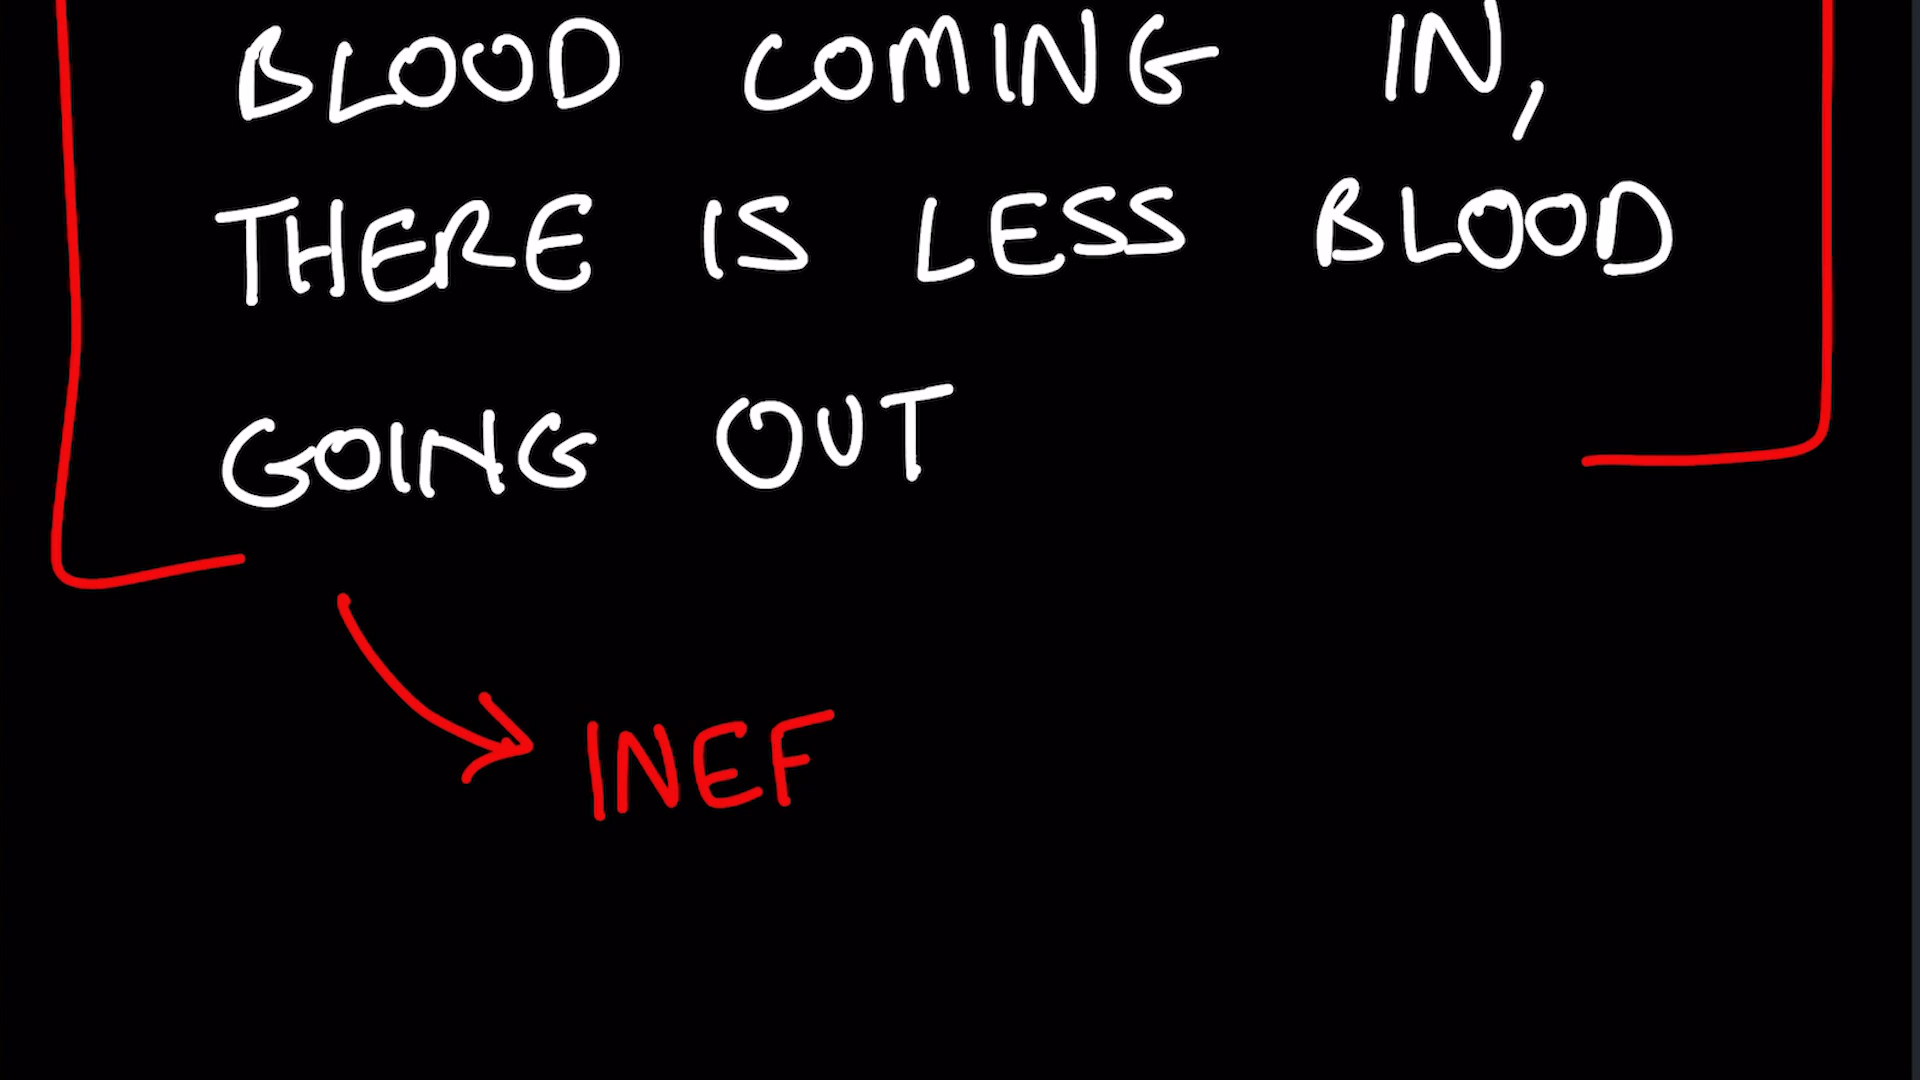 BLOOD COMING IN,
THERE IS LESS BLOOD
GOING OUT
INEF